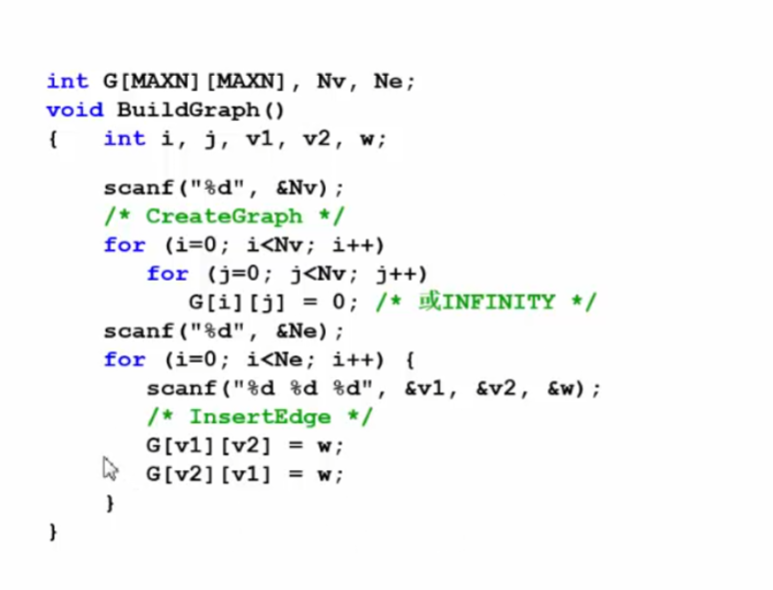 int G[MAXN][MAXN], Nv, Ne;
void BuildGraph()
{   int i, j, v1, v2, w;
    scanf("%d", &Nv);
    /* CreateGraph */
    for (i=0; i<Nv; i++)
        for (j=0; j<Nv; j++)
            G[i][j] = 0; /* 或INFINITY */
    scanf("%d", &Ne);
    for (i=0; i<Ne; i++) {
        scanf("%d %d %d", &v1, &v2, &w);
        /* InsertEdge */
        G[v1][v2] = w;
        G[v2][v1] = w;
    }
}